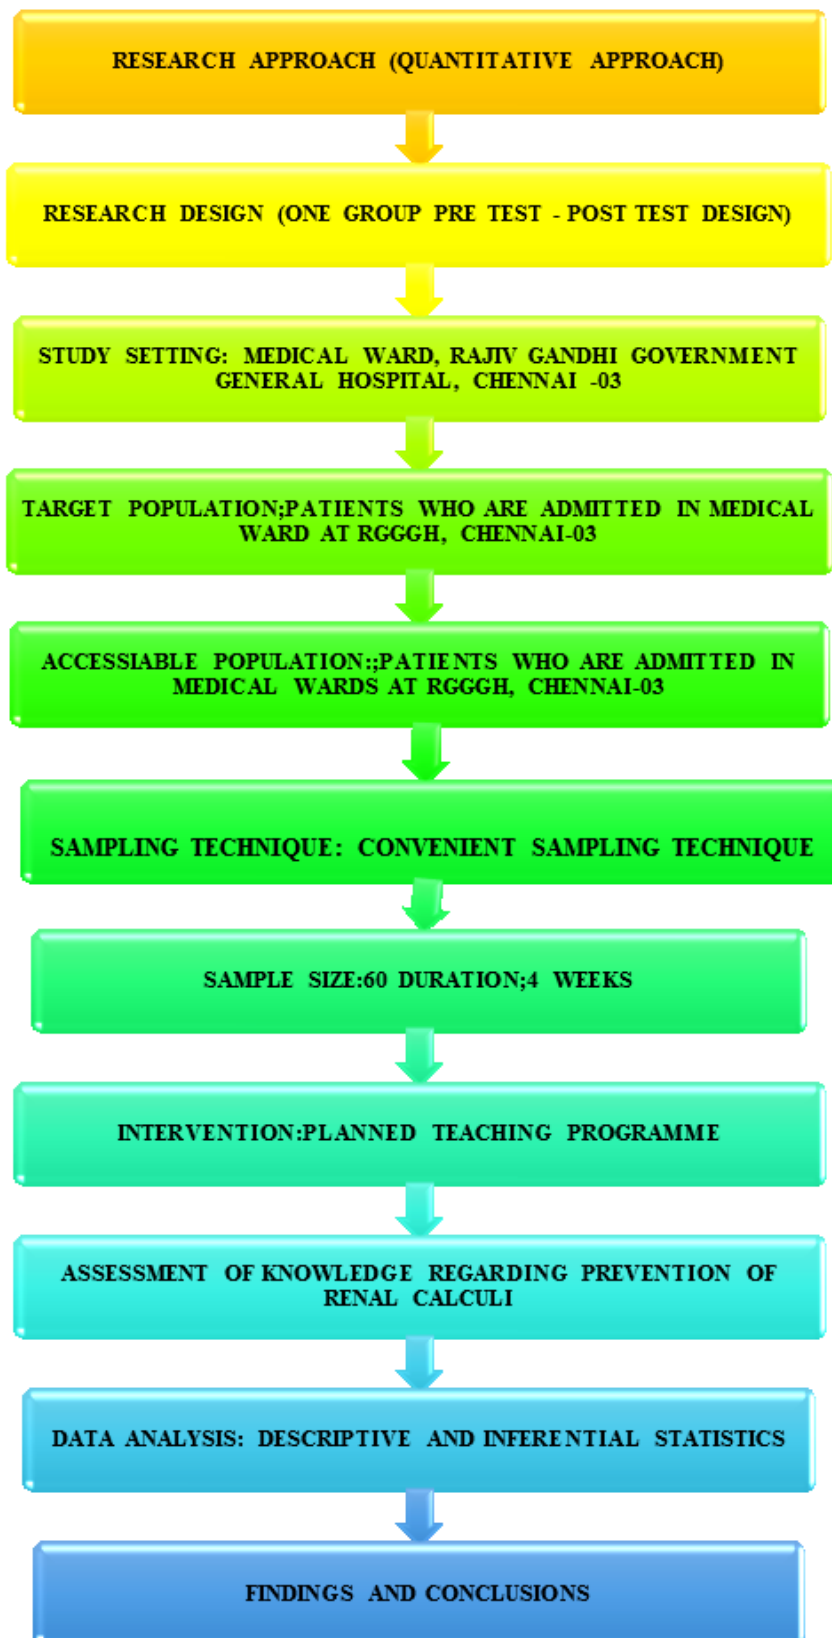 RESEARCH APPROACH (QUANTITATIVE APPROACH)
RESEARCH DESIGN (ONE GROUP PRE TEST - POST TEST DESIGN)
STUDY SETTING: MEDICAL WARD, RAJIV GANDHI GOVERNMENT
GENERAL HOSPITAL, CHENNAI -03
TARGET POPULATION;PATIENTS WHO ARE ADMITTED IN MEDICAL
WARD AT RGGGH, CHENNAI-03
ACCESSIABLE POPULATION:;PATIENTS WHO ARE ADMITTED IN
MEDICAL WARDS AT RGGGH, CHENNAI-03
SAMPLING TECHNIQUE: CONVENIENT SAMPLING TECHNIQUE
SAMPLE SIZE:60 DURATION;4 WEEKS
INTERVENTION:PLANNED TEACHING PROGRAMME
ASSESSMENT OF KNOWLEDGE REGARDING PREVENTION OF
RENAL CALCULI
DATA ANALYSIS: DESCRIPTIVE AND INFERENTIAL STATISTICS
FINDINGS AND CONCLUSIONS